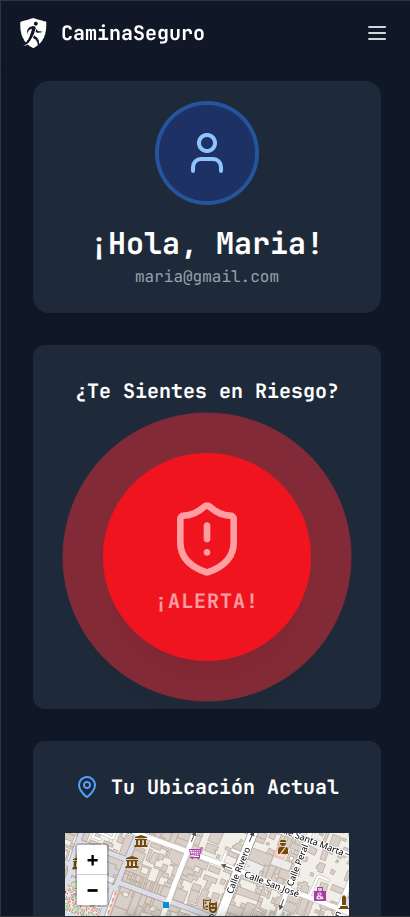 CaminaSeguro
¡Hola, Maria!
maria@gmail.com
¿Te Sientes en Riesgo?
¡ALERTA!
Tu Ubicación Actual
+
−
Calle Rivero
Calle San José
Calle Peral
le Santa Marta